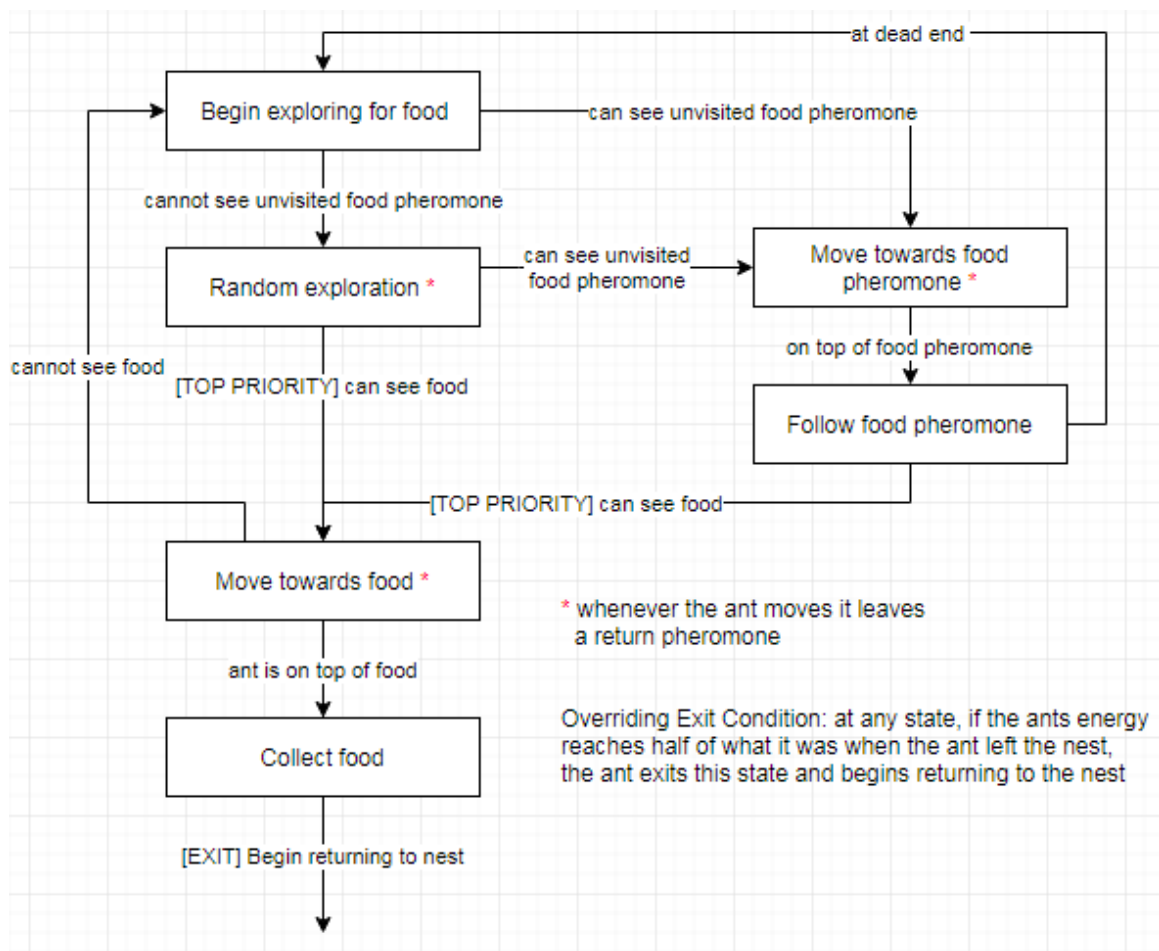 at dead end
Begin exploring for food
can see unvisited food pheromone
cannot see unvisited food pheromone
Random exploration *
can see unvisited
food pheromone
Move towards food
pheromone *
on top of food pheromone
cannot see food
[TOP PRIORITY] can see food
Follow food pheromone
[TOP PRIORITY] can see food
Move towards food *
* whenever the ant moves it leaves
a return pheromone
ant is on top of food
Overriding Exit Condition: at any state, if the ants energy
reaches half of what it was when the ant left the nest,
the ant exits this state and begins returning to the nest
Collect food
[EXIT] Begin returning to nest